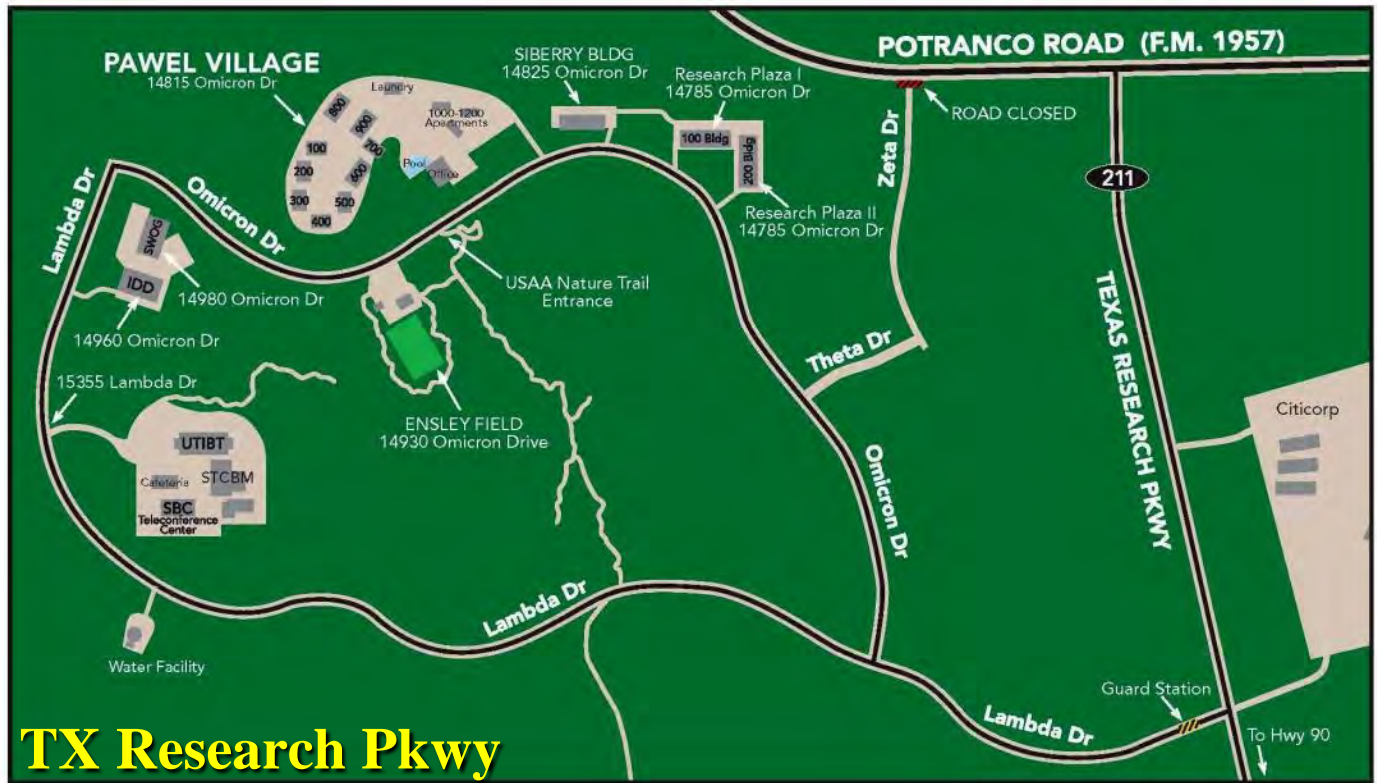 POTRANCO ROAD (F.M. 1957)
PAWEL VILLAGE
14815 Omicron Dr
SIBERRY BLDG
14825 Omicron Dr
Research Plaza I
14785 Omicron Dr
ROAD CLOSED
Laundry
800
900
1000-1200
Apartments
700
100
200
300
400
500
600
Pool
Office
100 Bldg
200 Bldg
Zeta Dr
211
Research Plaza II
14785 Omicron Dr
Lambda Dr
Omicron Dr
SWOG
IDD
14980 Omicron Dr
14960 Omicron Dr
USAA Nature Trail
Entrance
TEXAS RESEARCH PKWY
Theta Dr
15355 Lambda Dr
ENSLEY FIELD
14930 Omicron Drive
Citicorp
UTIBT
Cafeteria
STCBM
SBC
Teleconference
Center
Omicron Dr
Lambda Dr
Water Facility
Guard Station
Lambda Dr
To Hwy 90
TX Research Pkwy